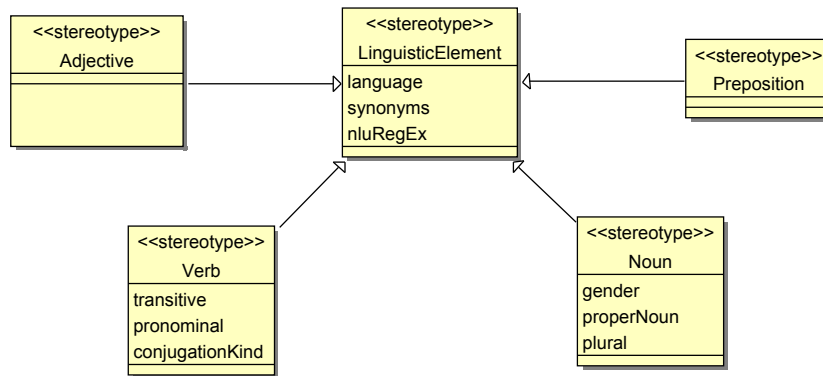 <<stereotype>>
Adjective
<<stereotype>>
LinguisticElement
language
synonyms
nluRegEx
<<stereotype>>
Preposition
<<stereotype>>
Verb
transitive
pronominal
conjugationKind
<<stereotype>>
Noun
gender
properNoun
plural